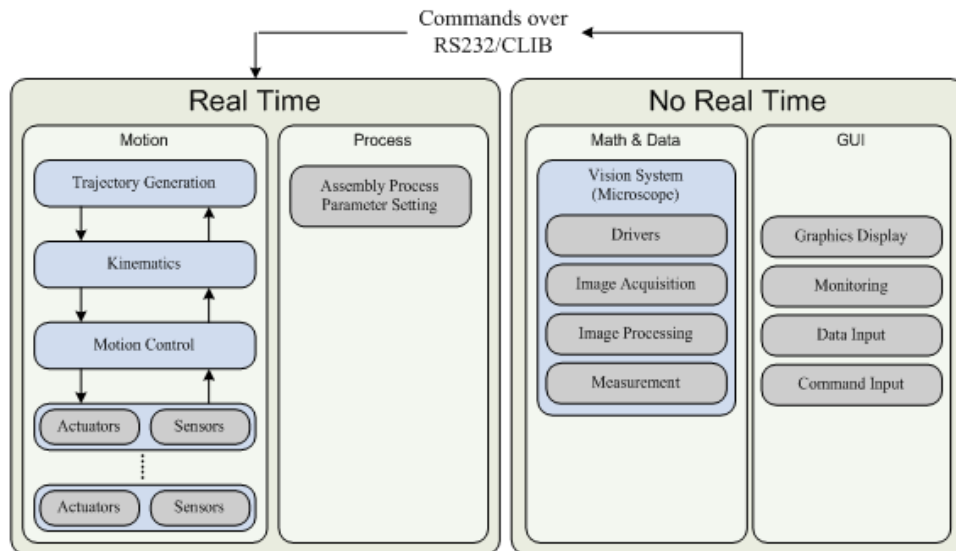 Commands over
RS232/CLIB
Real Time
Motion
Trajectory Generation
Kinematics
Motion Control
Actuators
Sensors
Actuators
Sensors
Process
Assembly Process
Parameter Setting
No Real Time
Math & Data
Vision System
(Microscope)
Drivers
Image Acquisition
Image Processing
Measurement
GUI
Graphics Display
Monitoring
Data Input
Command Input